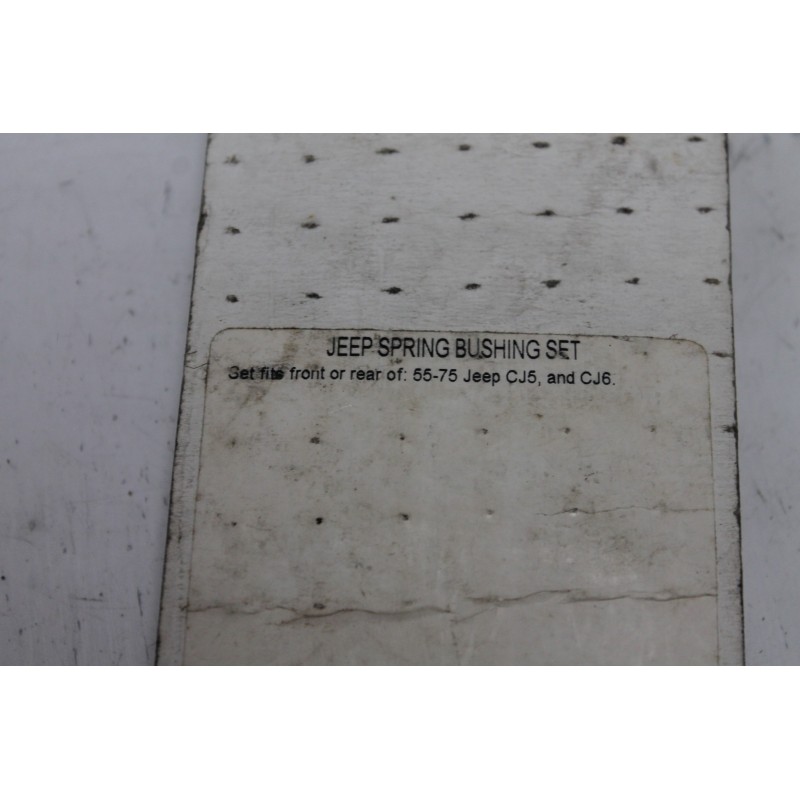 JEEP SPRING BUSHING SET
Set fits front or rear of: 55-75 Jeep CJ5, and CJ6.